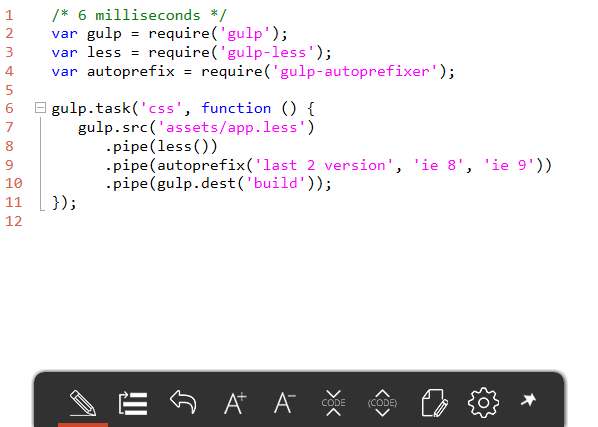 1 /* 6 milliseconds */
2 var gulp = require('gulp');
3 var less = require('gulp-less');
4 var autoprefix = require('gulp-autoprefixer');
5
6 gulp.task('css', function () {
7 gulp.src('assets/app.less')
8 .pipe(less())
9 .pipe(autoprefix('last 2 version', 'ie 8', 'ie 9'))
10 .pipe(gulp.dest('build'));
11 });
12
A+ A- CODE (CODE)